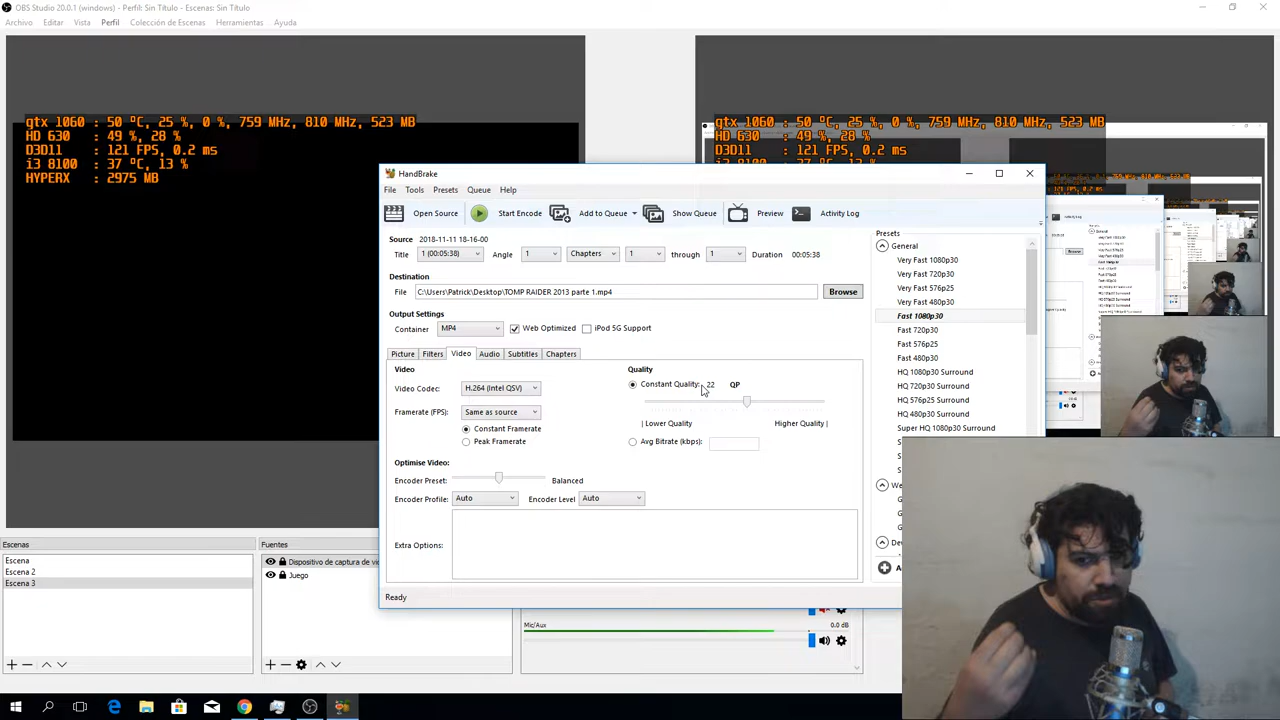 OBS Studio 20.0.1 (windows) - Perfil: Sin Título - Escenas: Sin Título
Archivo Editar Vista Perfil Colección de Escenas Herramientas Ayuda
gtx 1060 : 50 ºC, 25 %, 0 %, 759 MHz, 810 MHz, 523 MB
HD 630 : 49 %, 28 %
D3D11 : 121 FPS, 0.2 ms
i3 8100 : 37 ºC, 13 %
HYPERX : 2975 MB
gtx 1060 : 50 ºC, 25 %, 0 %, 759 MHz, 810 MHz, 523 MB
HD 630 : 49 %, 28 %
D3D11 : 121 FPS, 0.2 ms
i3 8100 : 37 ºC, 13 %
HandBrake
File Tools Presets Queue Help
Open Source Start Encode Add to Queue Show Queue Preview Activity Log
Source 2018-11-11 18-16-00
Title 1 (00:05:38) Angle 1 Chapters 1 through 1 Duration 00:05:38
Destination
File C:\Users\Patrick\Desktop\TOMP RAIDER 2013 parte 1.mp4 Browse
Output Settings
Container MP4 Web Optimized iPod 5G Support
Picture Filters Video Audio Subtitles Chapters
Video
Video Codec: H.264 (Intel QSV)
Framerate (FPS): Same as source
Constant Framerate
Peak Framerate
Quality
Constant Quality: 22 QP
| Lower Quality Higher Quality |
Avg Bitrate (kbps):
Optimise Video:
Encoder Preset: Balanced
Encoder Profile: Auto Encoder Level Auto
Extra Options:
Ready
Presets
General
Very Fast 1080p30
Very Fast 720p30
Very Fast 576p25
Very Fast 480p30
Fast 1080p30
Fast 720p30
Fast 576p25
Fast 480p30
HQ 1080p30 Surround
HQ 720p30 Surround
HQ 576p25 Surround
HQ 480p30 Surround
Super HQ 1080p30 Surround
Escenas
Escena
Escena 2
Escena 3
Fuentes
Dispositivo de captura de
Juego
Mic/Aux 0.0 dB